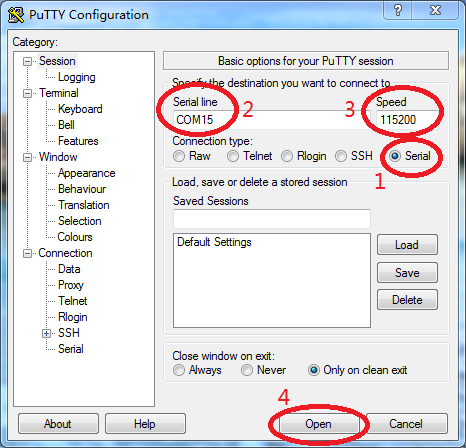 PuTTY Configuration
?
Category:
Session
Logging
Terminal
Keyboard
Bell
Features
Window
Appearance
Behaviour
Translation
Selection
Colours
Connection
Data
Proxy
Telnet
Rlogin
SSH
Serial
Basic options for your PuTTY session
Specify the destination you want to connect to
Serial line 2 3 Speed
COM15 115200
Connection type:
Raw Telnet Rlogin SSH Serial
1
Load, save or delete a stored session
Saved Sessions
Default Settings
Load
Save
Delete
Close window on exit:
Always Never Only on clean exit
4
About Help Open Cancel